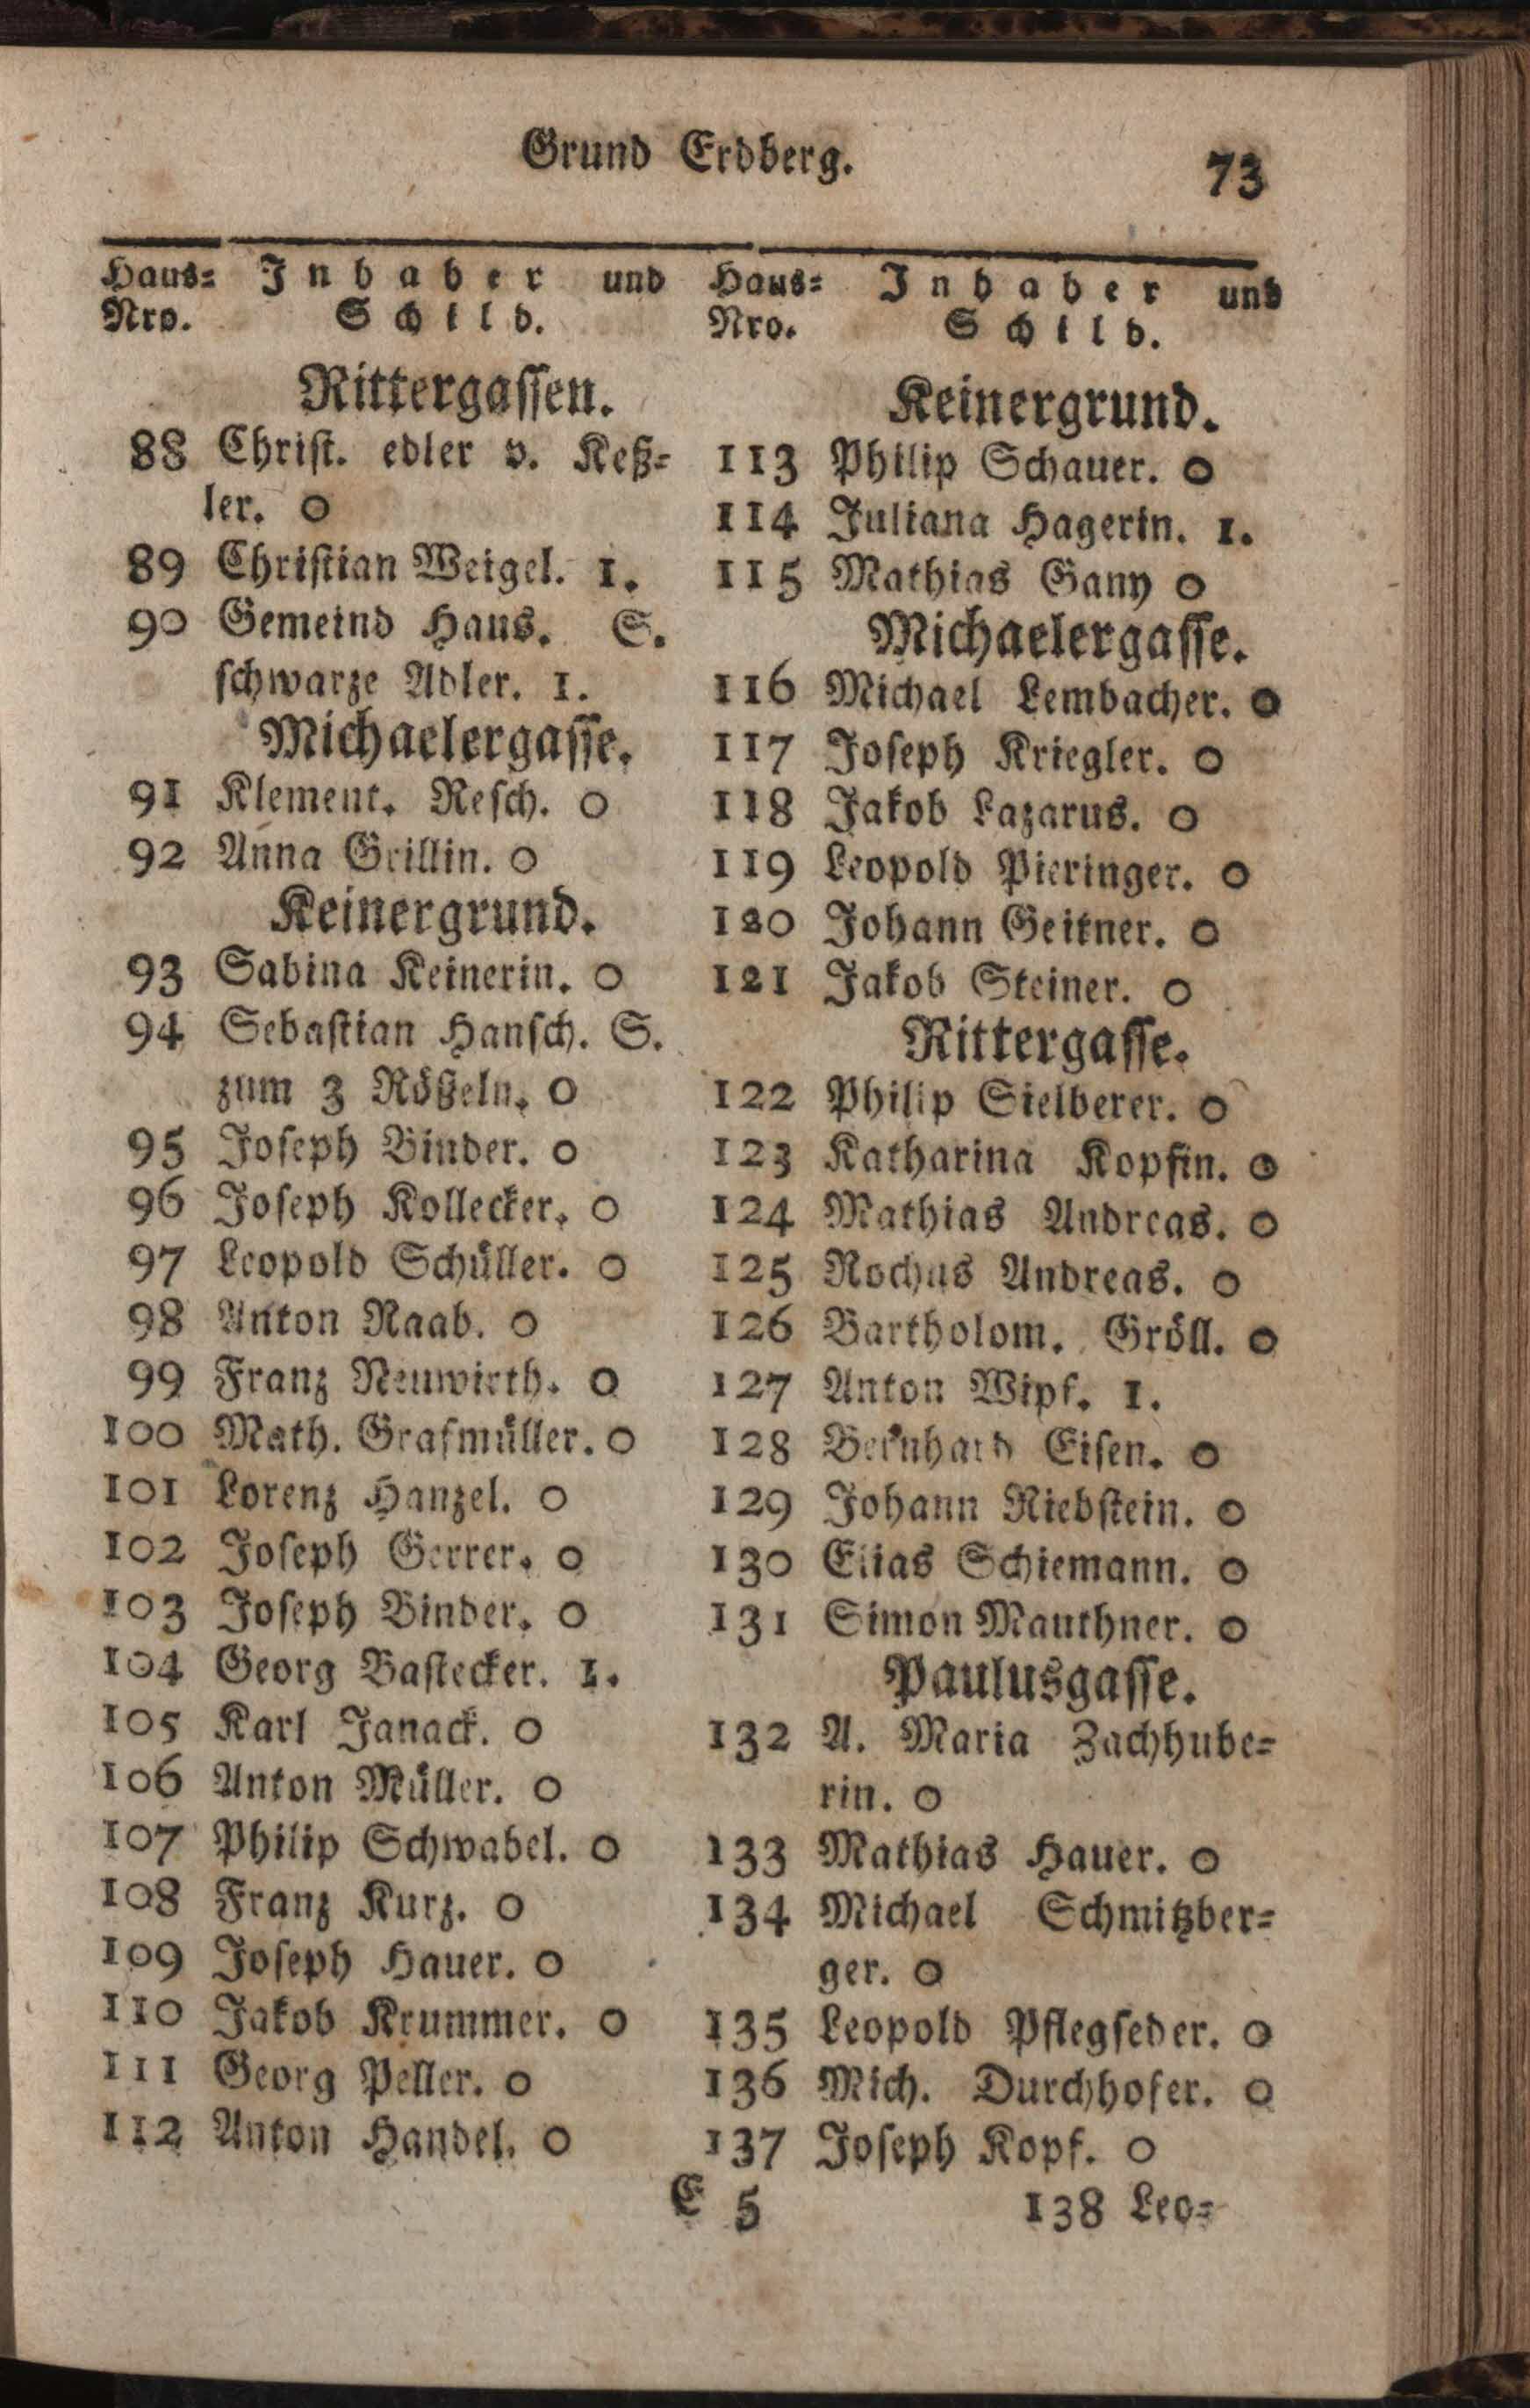 Grund Erdberg.
73
Haus= Inhaber und
Nro. Schild.
Rittergassen.
88 Christ. edler v. Keß=
ler. o
89 Christian Weigel. 1.
90 Gemeind Haus. S.
schwarze Adler. 1.
Michaelergasse.
91 Klement. Resch. o
92 Anna Grillin. o
Keinergrund.
93 Sabina Keinerin. o
94 Sebastian Hansch. S.
zum 3 Rößeln. o
95 Joseph Binder. o
96 Joseph Kollecker. o
97 Leopold Schüller. o
98 Anton Raab. o
99 Franz Neuwirth. o
100 Math. Grafmüller. o
101 Lorenz Hanzel. o
102 Joseph Gerrer. o
103 Joseph Binder. o
104 Georg Bastecker. 1.
105 Karl Janack. o
106 Anton Müller. o
107 Philip Schwabel. o
108 Franz Kurz. o
109 Joseph Hauer. o
110 Jakob Krummer. o
111 Georg Peller. o
112 Anton Handel. o
Haus= Inhaber und
Nro. Schild.
Keinergrund.
113 Philip Schauer. o
114 Juliana Hagerin. 1.
115 Mathias Gany o
Michaelergasse.
116 Michael Lembacher. o
117 Joseph Kriegler. o
118 Jakob Lazarus. o
119 Leopold Pieringer. o
120 Johann Geitner. o
121 Jakob Steiner. o
Rittergasse.
122 Philip Sielberer. o
123 Katharina Kopfin. o
124 Mathias Andreas. o
125 Rochus Andreas. o
126 Bartholom. Gröll. o
127 Anton Wipf. 1.
128 Bernhard Eisen. o
129 Johann Riebstein. o
130 Elias Schiemann. o
131 Simon Mauthner. o
Paulusgasse.
132 A. Maria Zachhube=
rin. o
133 Mathias Hauer. o
134 Michael Schmitzber=
ger. o
135 Leopold Pflegseder. o
136 Mich. Durchhofer. o
137 Joseph Kopf. o
E 5 138 Leo=